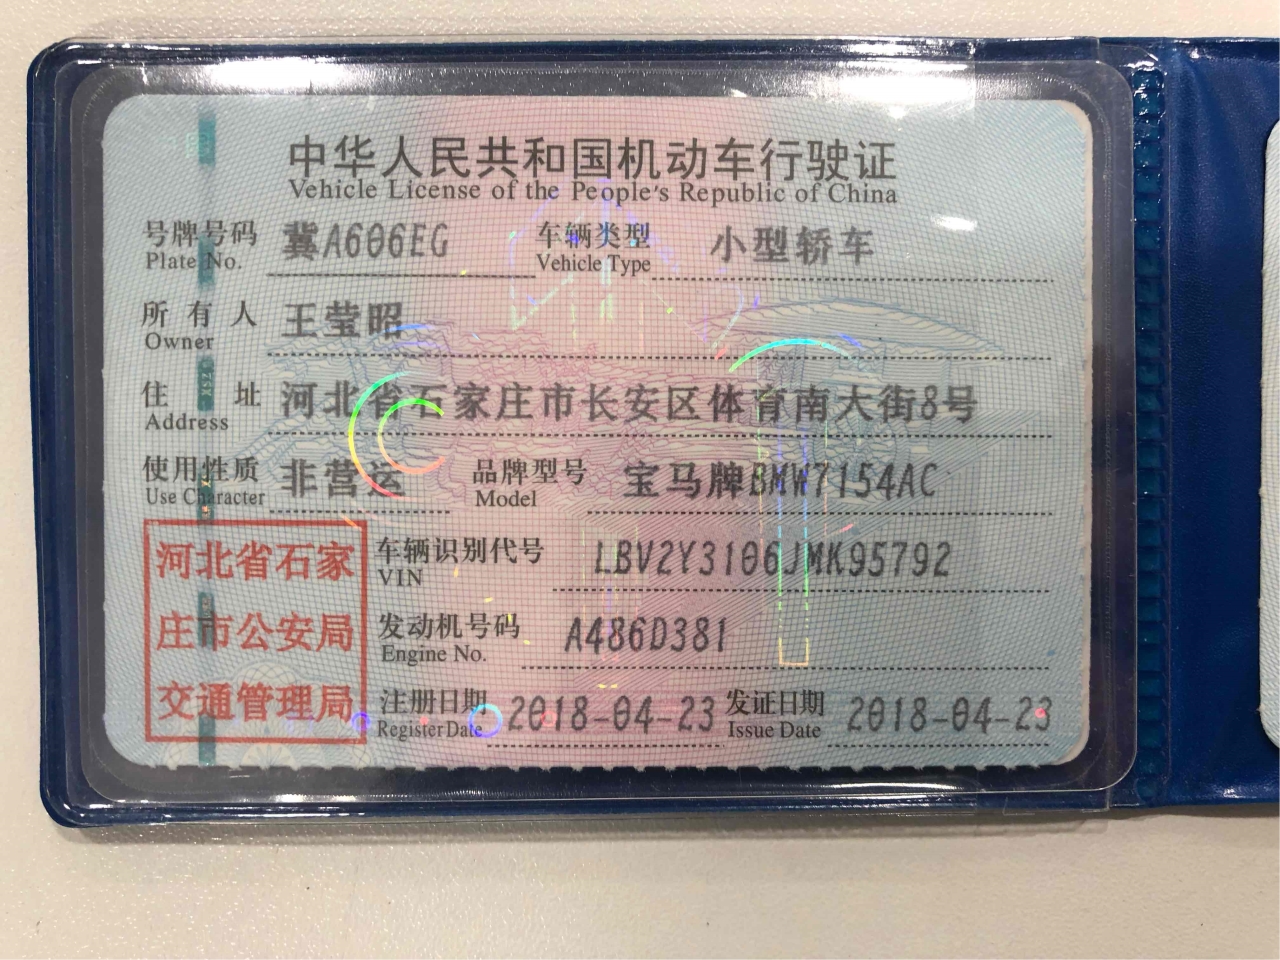 中华人民共和国机动车行驶证
Vehicle License of the People's Republic of China
号牌号码 冀A606EG 车辆类型 小型轿车
Plate No. Vehicle Type
所有人 王莹昭
Owner
住址 河北省石家庄市长安区体育南大街8号
Address
使用性质 非营运 品牌型号 宝马牌BMW7154AC
Use Character Model
河北省石家
庄市公安局
交通管理局
车辆识别代号 LBV2Y3106JMK95792
VIN
发动机号码 A486D381
Engine No.
注册日期 2018-04-23 发证日期 2018-04-23
Register Date Issue Date